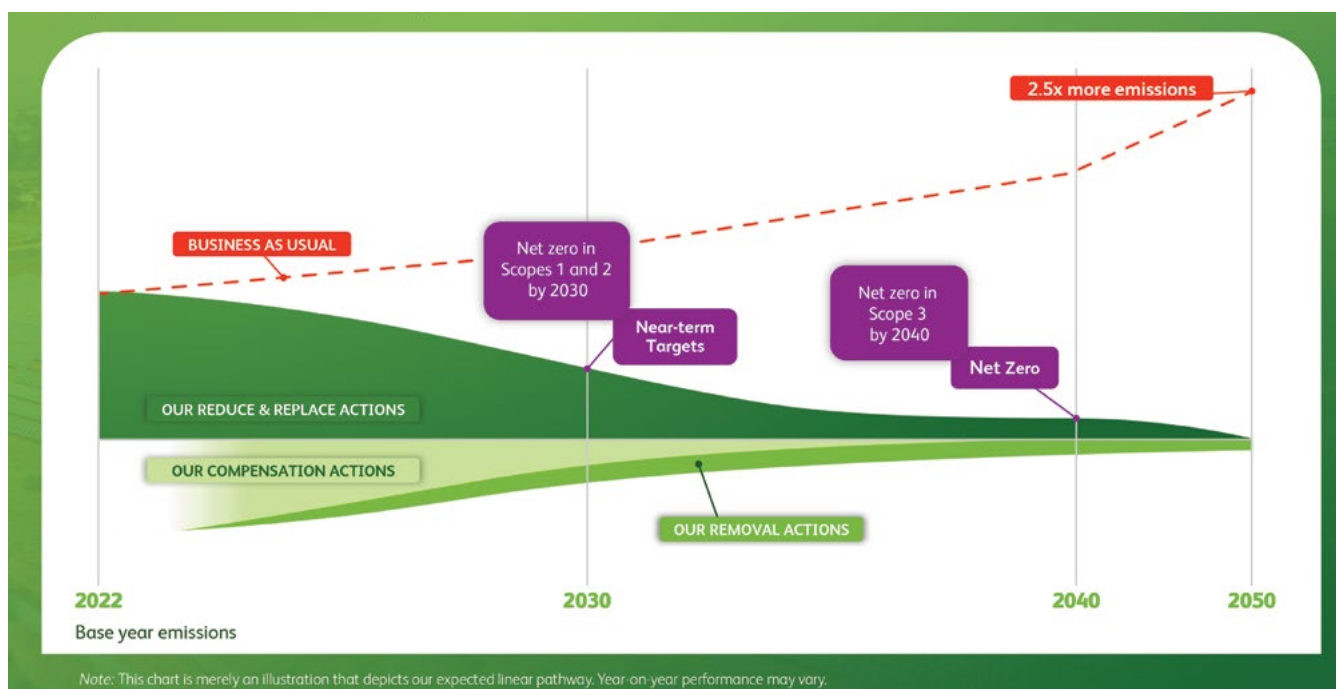 2.5x more emissions
BUSINESS AS USUAL
Net zero in
Scopes 1 and 2
by 2030
Near-term
Targets
Net zero in
Scope 3
by 2040
Net Zero
OUR REDUCE & REPLACE ACTIONS
OUR COMPENSATION ACTIONS
OUR REMOVAL ACTIONS
2022
2030
2040
2050
Base year emissions
Note: This chart is merely an illustration that depicts our expected linear pathway. Year-on-year performance may vary.